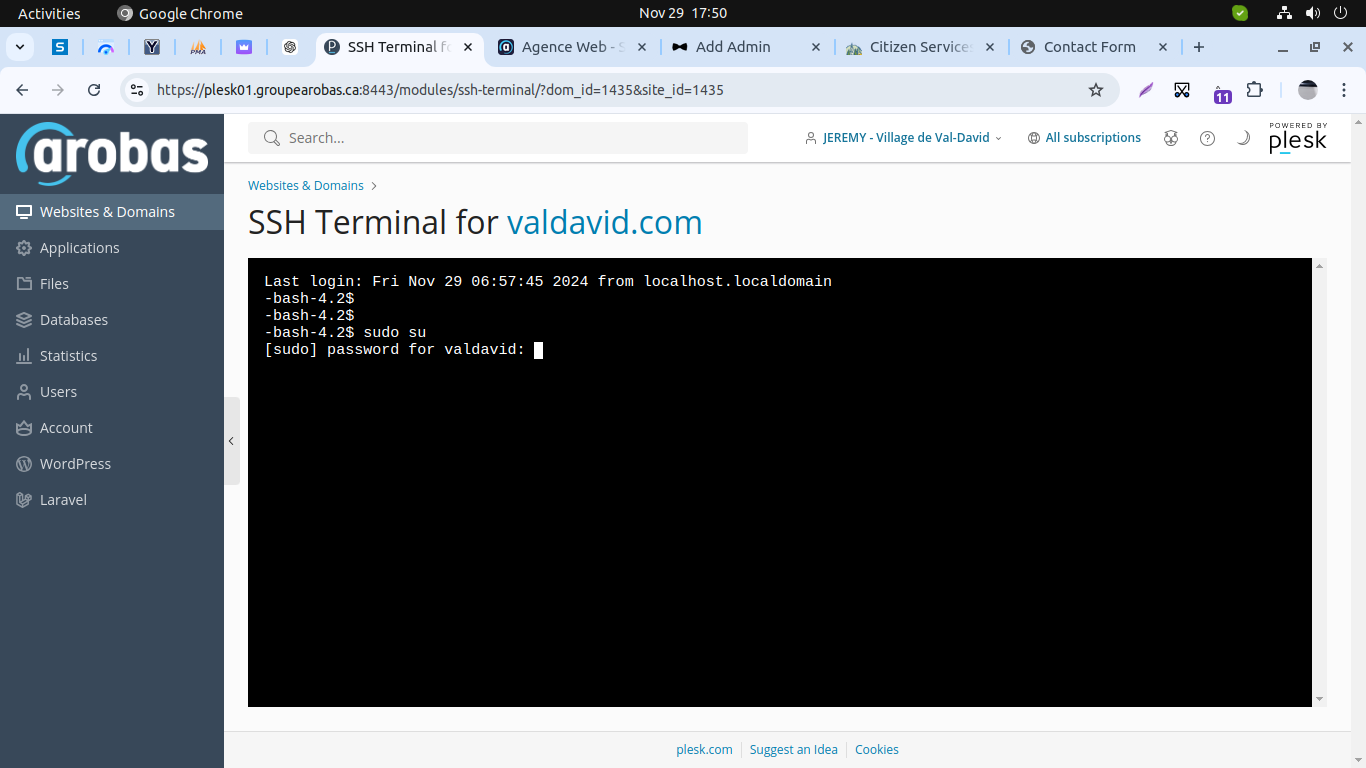 Activities
Google Chrome
Nov 29 17:50
SSH Terminal fo
Agence Web - S
Add Admin
Citizen Services
Contact Form
https://plesk01.groupearobas.ca:8443/modules/ssh-terminal/?dom_id=1435&site_id=1435
11
arobas
Search...
JEREMY - Village de Val-David
All subscriptions
POWERED BY
plesk
Websites & Domains
Applications
Files
Databases
Statistics
Users
Account
WordPress
Laravel
Websites & Domains
SSH Terminal for valdavid.com
Last login: Fri Nov 29 06:57:45 2024 from localhost.localdomain
-bash-4.2$
-bash-4.2$
-bash-4.2$ sudo su
[sudo] password for valdavid:
plesk.com
Suggest an Idea
Cookies